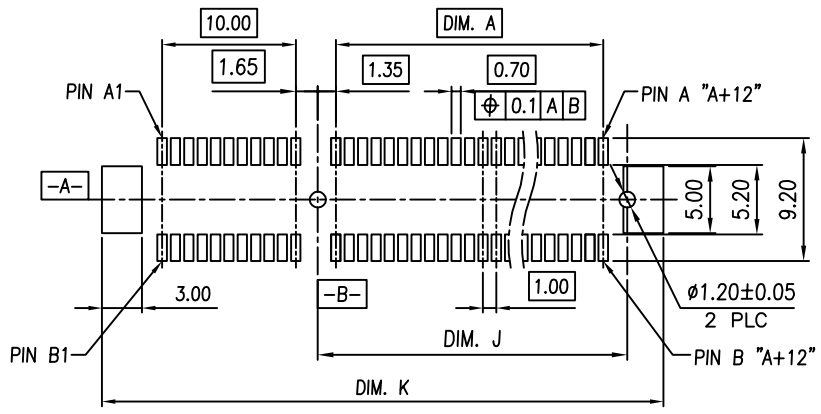 10.00
DIM. A
1.65
1.35
0.70
PIN A1
⌖ 0.1 A B
PIN A "A+12"
-A-
5.00
5.20
9.20
3.00
-B-
1.00
ø1.20±0.05
2 PLC
PIN B1
DIM. J
PIN B "A+12"
DIM. K